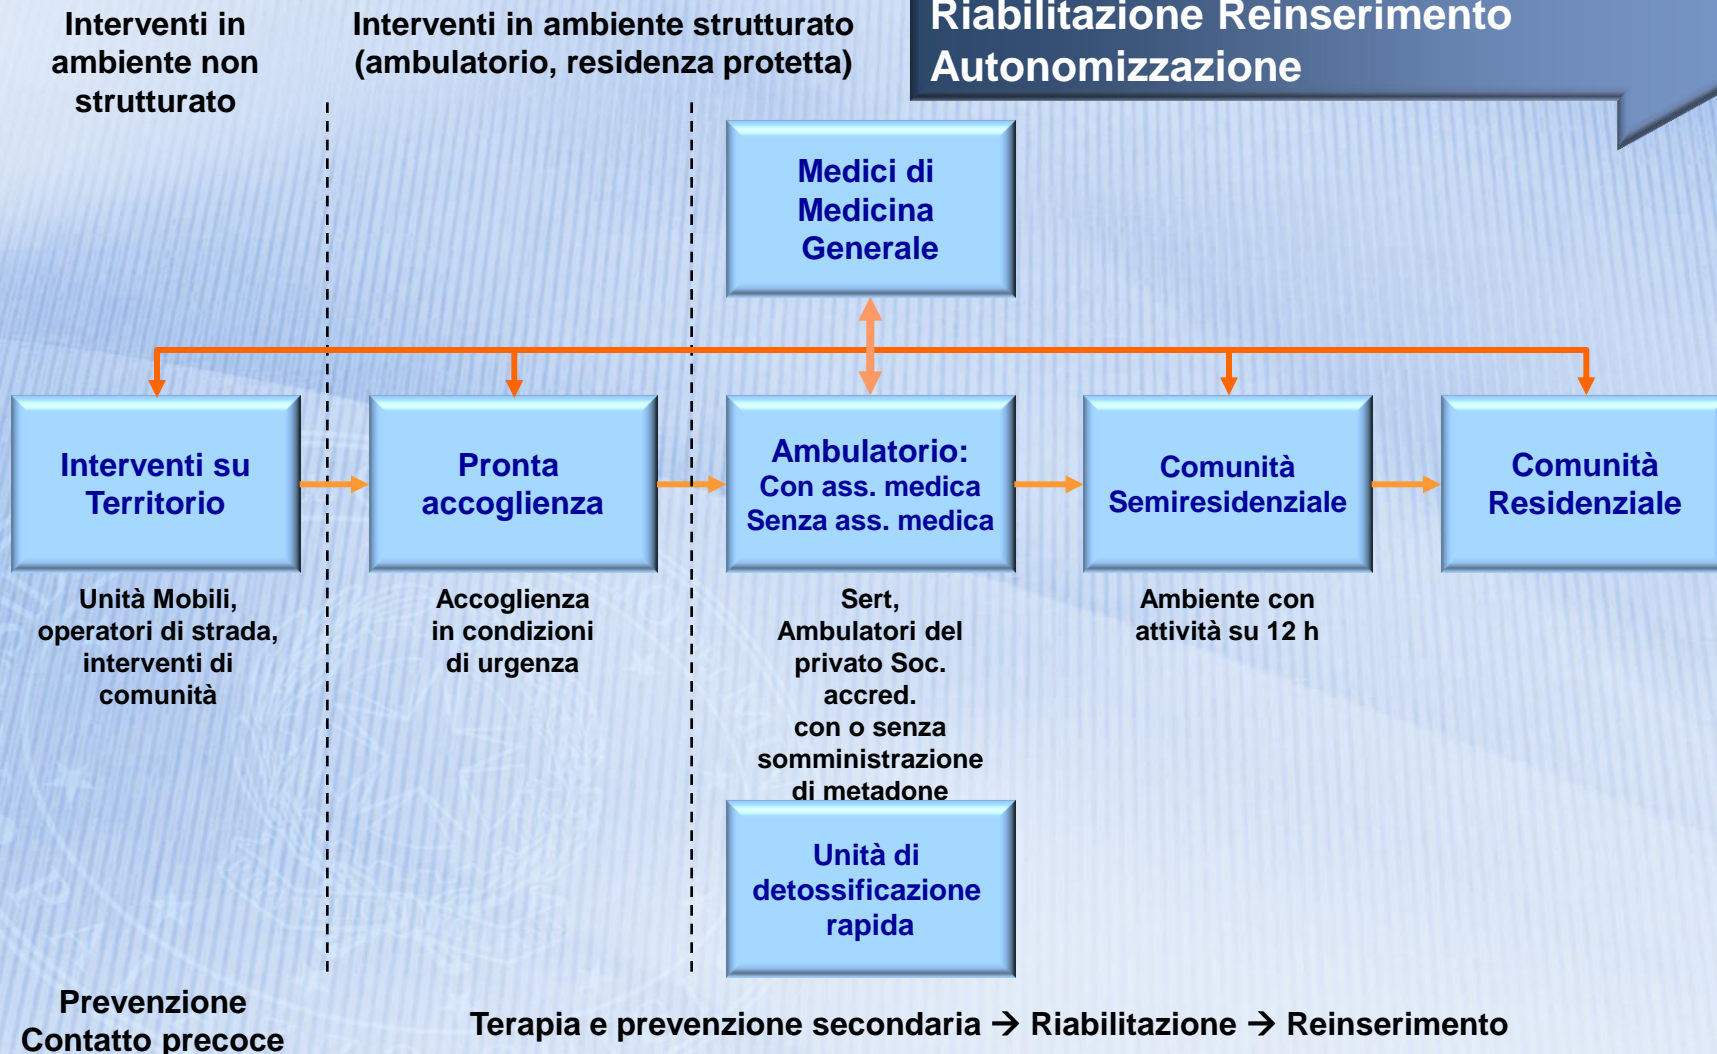 Interventi in
ambiente non
strutturato
Interventi in ambiente strutturato
(ambulatorio, residenza protetta)
Riabilitazione Reinserimento
Autonomizzazione
Medici di
Medicina
Generale
Interventi su
Territorio
Pronta
accoglienza
Ambulatorio:
Con ass. medica
Senza ass. medica
Comunità
Semiresidenziale
Comunità
Residenziale
Unità Mobili,
operatori di strada,
interventi di
comunità
Accoglienza
in condizioni
di urgenza
Sert,
Ambulatori del
privato Soc.
accred.
con o senza
somministrazione
di metadone
Ambiente con
attività su 12 h
Unità di
detossificazione
rapida
Prevenzione
Contatto precoce
Terapia e prevenzione secondaria → Riabilitazione → Reinserimento